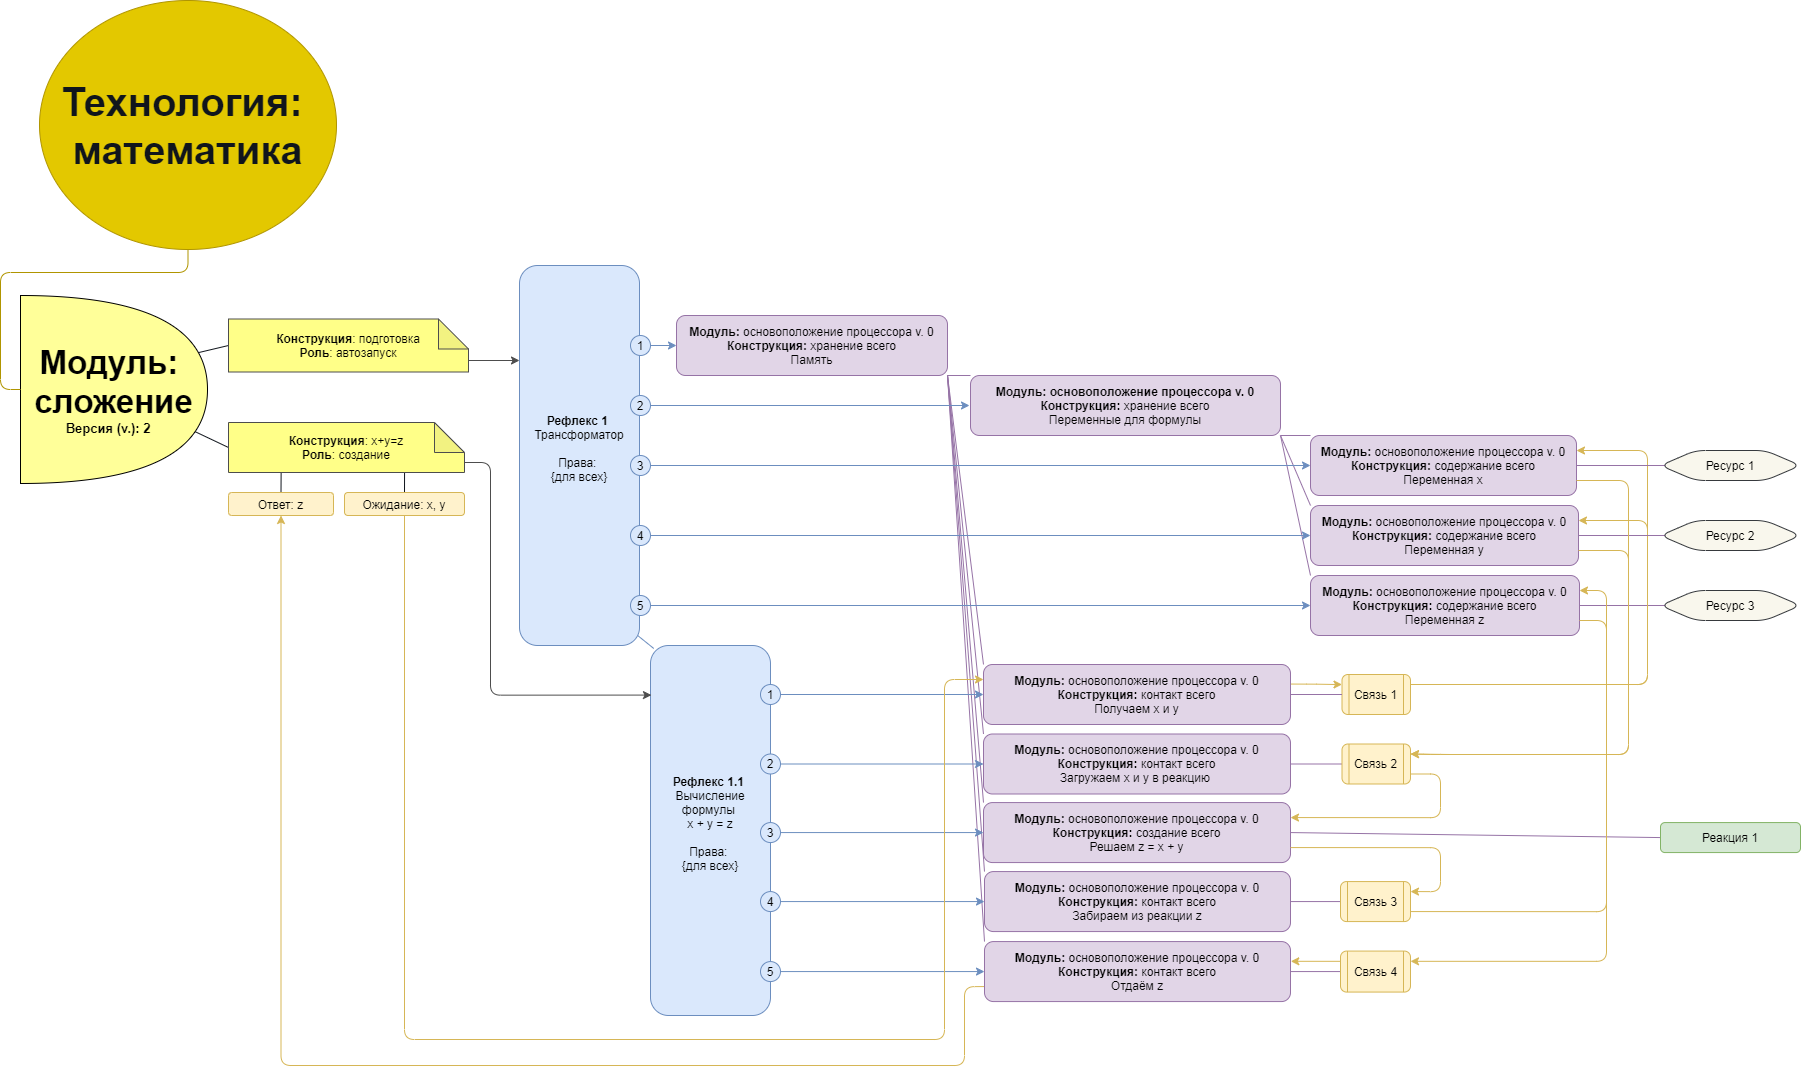 Технология:
математика
Модуль:
сложение
Версия (v.): 2
Конструкция: подготовка
Роль: автозапуск
Конструкция: x+y=z
Роль: создание
Ответ: z
Ожидание: x, y
Рефлекс 1
Трансформатор
Права:
{для всех}
1
2
3
4
5
Модуль: основоположение процессора v. 0
Конструкция: хранение всего
Память
Модуль: основоположение процессора v. 0
Конструкция: хранение всего
Переменные для формулы
Модуль: основоположение процессора v. 0
Конструкция: содержание всего
Переменная x
Ресурс 1
Модуль: основоположение процессора v. 0
Конструкция: содержание всего
Переменная y
Ресурс 2
Модуль: основоположение процессора v. 0
Конструкция: содержание всего
Переменная z
Ресурс 3
Рефлекс 1.1
Вычисление
формулы
x + y = z
Права:
{для всех}
1
2
3
4
5
Модуль: основоположение процессора v. 0
Конструкция: контакт всего
Получаем x и y
Связь 1
Модуль: основоположение процессора v. 0
Конструкция: контакт всего
Загружаем x и y в реакцию
Связь 2
Модуль: основоположение процессора v. 0
Конструкция: создание всего
Решаем z = x + y
Реакция 1
Модуль: основоположение процессора v. 0
Конструкция: контакт всего
Забираем из реакции z
Связь 3
Модуль: основоположение процессора v. 0
Конструкция: контакт всего
Отдаём z
Связь 4